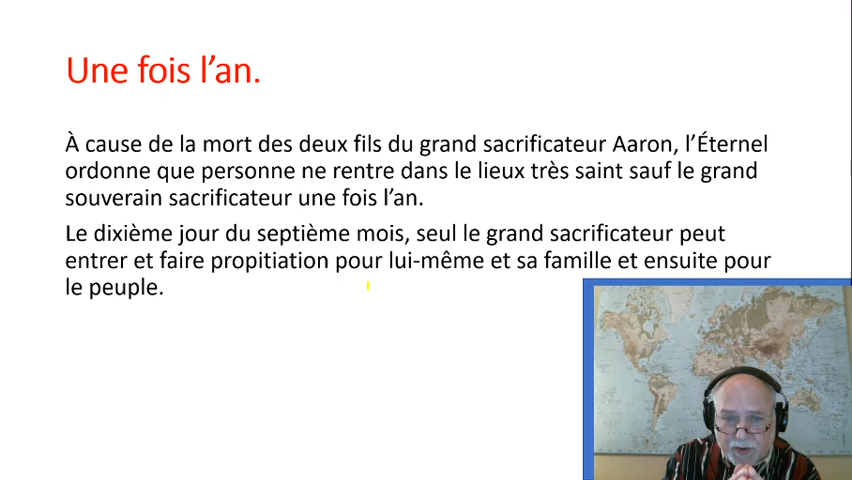 Une fois l’an.
À cause de la mort des deux fils du grand sacrificateur Aaron, l’Éternel
ordonne que personne ne rentre dans le lieux très saint sauf le grand
souverain sacrificateur une fois l’an.
Le dixième jour du septième mois, seul le grand sacrificateur peut
entrer et faire propitiation pour lui-même et sa famille et ensuite pour
le peuple.